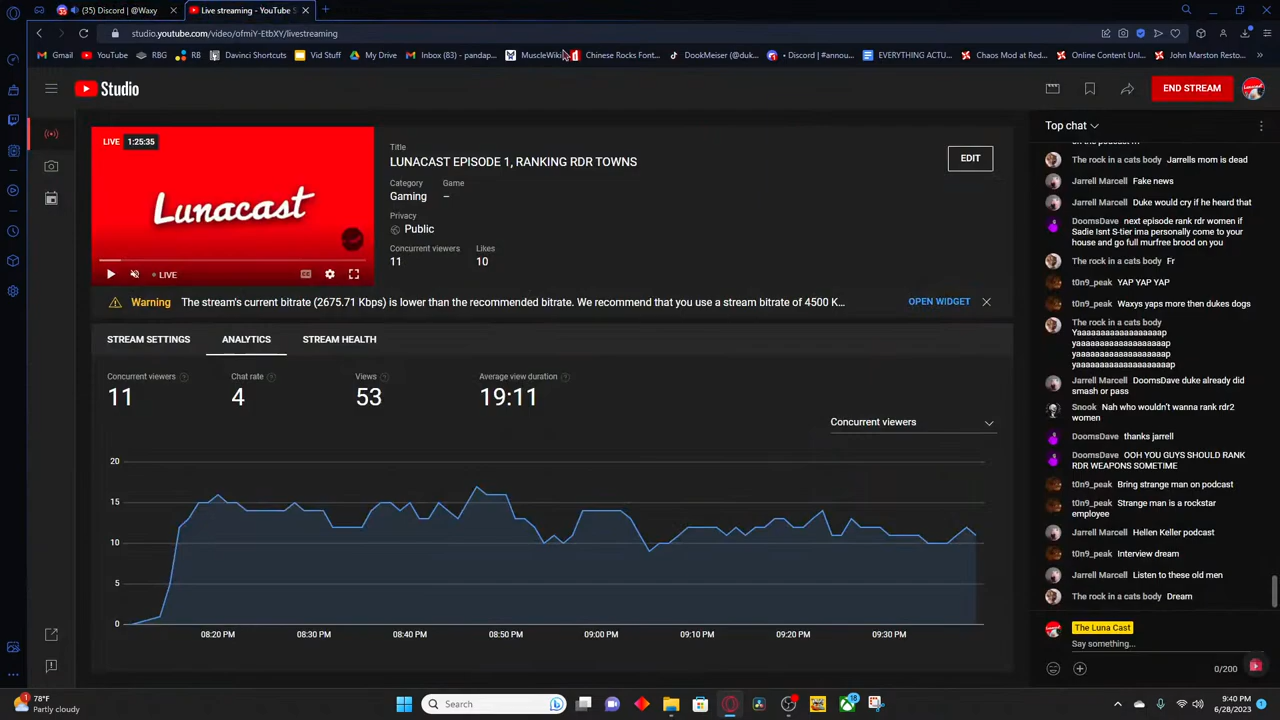 (35) Discord | @Waxy
Live streaming - YouTube S
studio.youtube.com/video/ofmiY-EtbXY/livestreaming
Gmail
YouTube
RBG
RB
Davinci Shortcuts
Vid Stuff
My Drive
Inbox (83) - pandap...
MuscleWiki
Chinese Rocks Font...
DookMeiser (@duk...
• Discord | #annou...
EVERYTHING ACTU...
Chaos Mod at Red...
Online Content Un...
John Marston Resto...
Studio
END STREAM
LIVE 1:25:35
Lunacast
LIVE
Title
LUNACAST EPISODE 1, RANKING RDR TOWNS
Category Game
Gaming –
Privacy
Public
Concurrent viewers Likes
11 10
EDIT
Warning The stream's current bitrate (2675.71 Kbps) is lower than the recommended bitrate. We recommend that you use a stream bitrate of 4500 K...
OPEN WIDGET
STREAM SETTINGS ANALYTICS STREAM HEALTH
Concurrent viewers Chat rate Views Average view duration
11 4 53 19:11
Concurrent viewers
20
15
10
5
0
08:20 PM 08:30 PM 08:40 PM 08:50 PM 09:00 PM 09:10 PM 09:20 PM 09:30 PM
Top chat
The rock in a cats body Jarrells mom is dead
Jarrell Marcell Fake news
Jarrell Marcell Duke would cry if he heard that
DoomsDave next episode rank rdr women if
Sadie Isnt S-tier ima personally come to your
house and go full murfree brood on you
The rock in a cats body Fr
t0n9_peak YAP YAP YAP
t0n9_peak Waxys yaps more then dukes dogs
The rock in a cats body
Yaaaaaaaaaaaaaaaaap
yaaaaaaaaaaaaaaaaaap
yaaaaaaaaaaaaaaaaaap
yaaaaaaaaaaaaaaaaaap
Jarrell Marcell DoomsDave duke already did
smash or pass
Snook Nah who wouldn't wanna rank rdr2
women
DoomsDave thanks jarrell
DoomsDave OOH YOU GUYS SHOULD RANK
RDR WEAPONS SOMETIME
t0n9_peak Bring strange man on podcast
t0n9_peak Strange man is a rockstar
employee
Jarrell Marcell Hellen Keller podcast
t0n9_peak Interview dream
Jarrell Marcell Listen to these old men
The rock in a cats body Dream
The Luna Cast
Say something...
0/200
78°F
Partly cloudy
Search
9:40 PM
6/28/2023